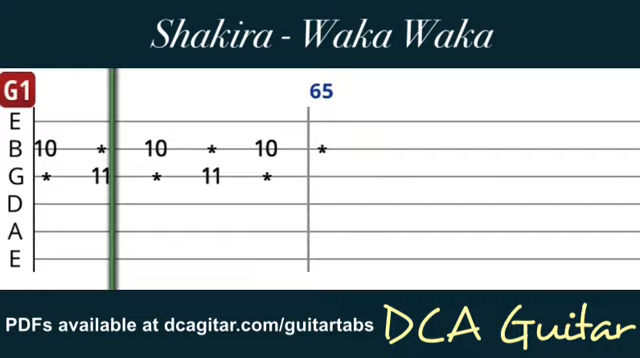 Shakira - Waka Waka
G1 65
E
B 10 * 10 * 10 *
G * 11 * 11 *
D
A
E
PDFs available at dcagitar.com/guitartabs DCA Guitar